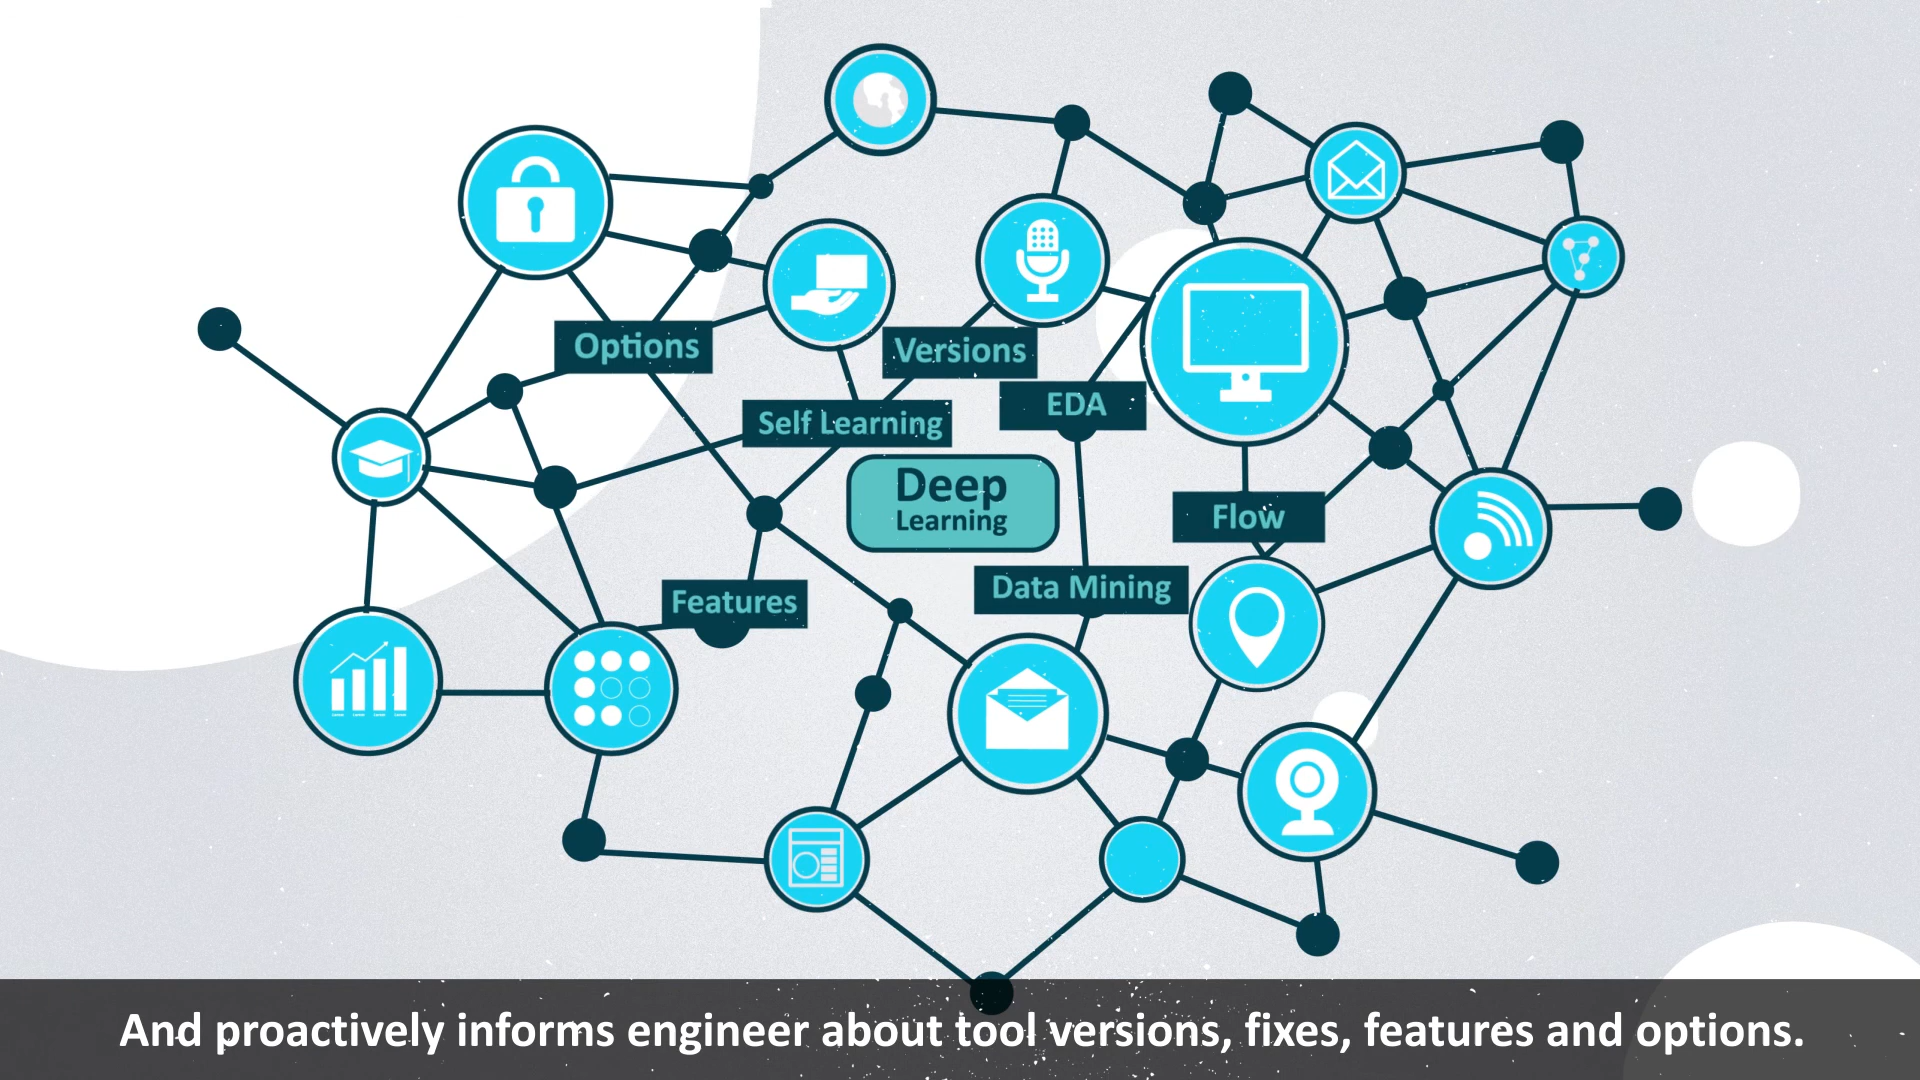 Options
Versions
EDA
Self Learning
Deep
Learning
Flow
Data Mining
Features
And proactively informs engineer about tool versions, fixes, features and options.